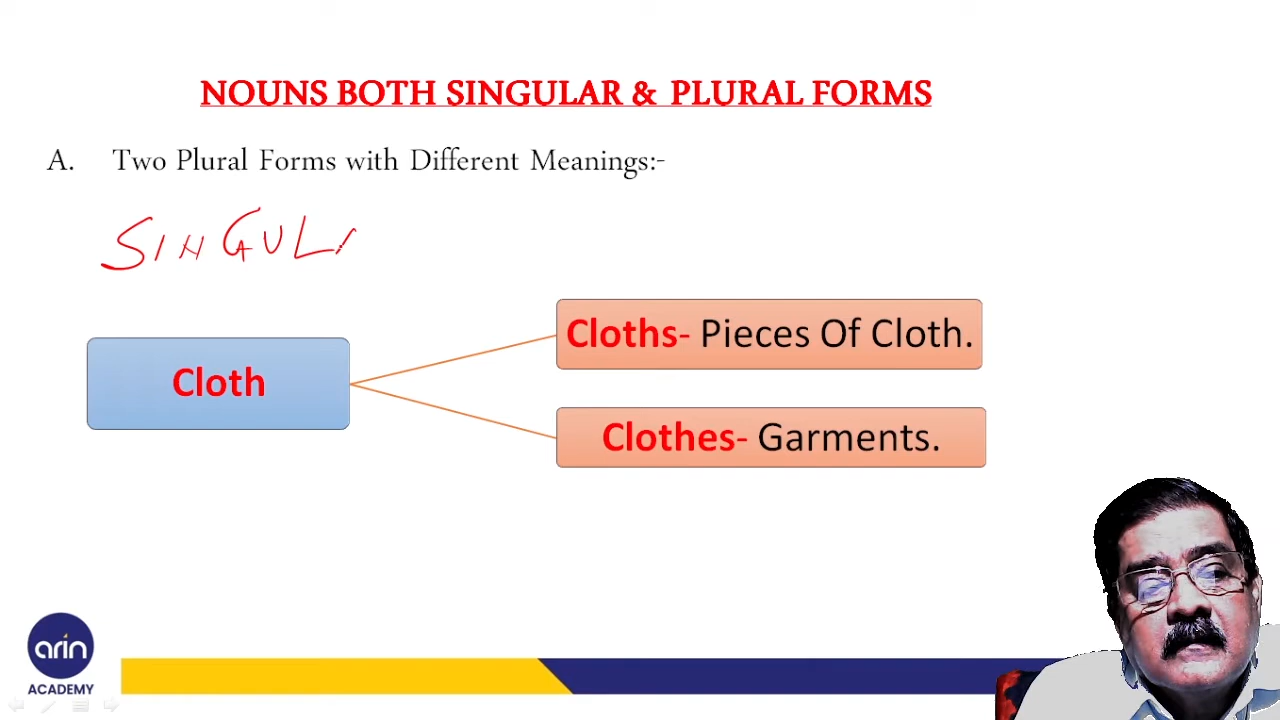 NOUNS BOTH SINGULAR & PLURAL FORMS
A. Two Plural Forms with Different Meanings:-
SINGUL
Cloth
Cloths- Pieces Of Cloth.
Clothes- Garments.
arin
ACADEMY